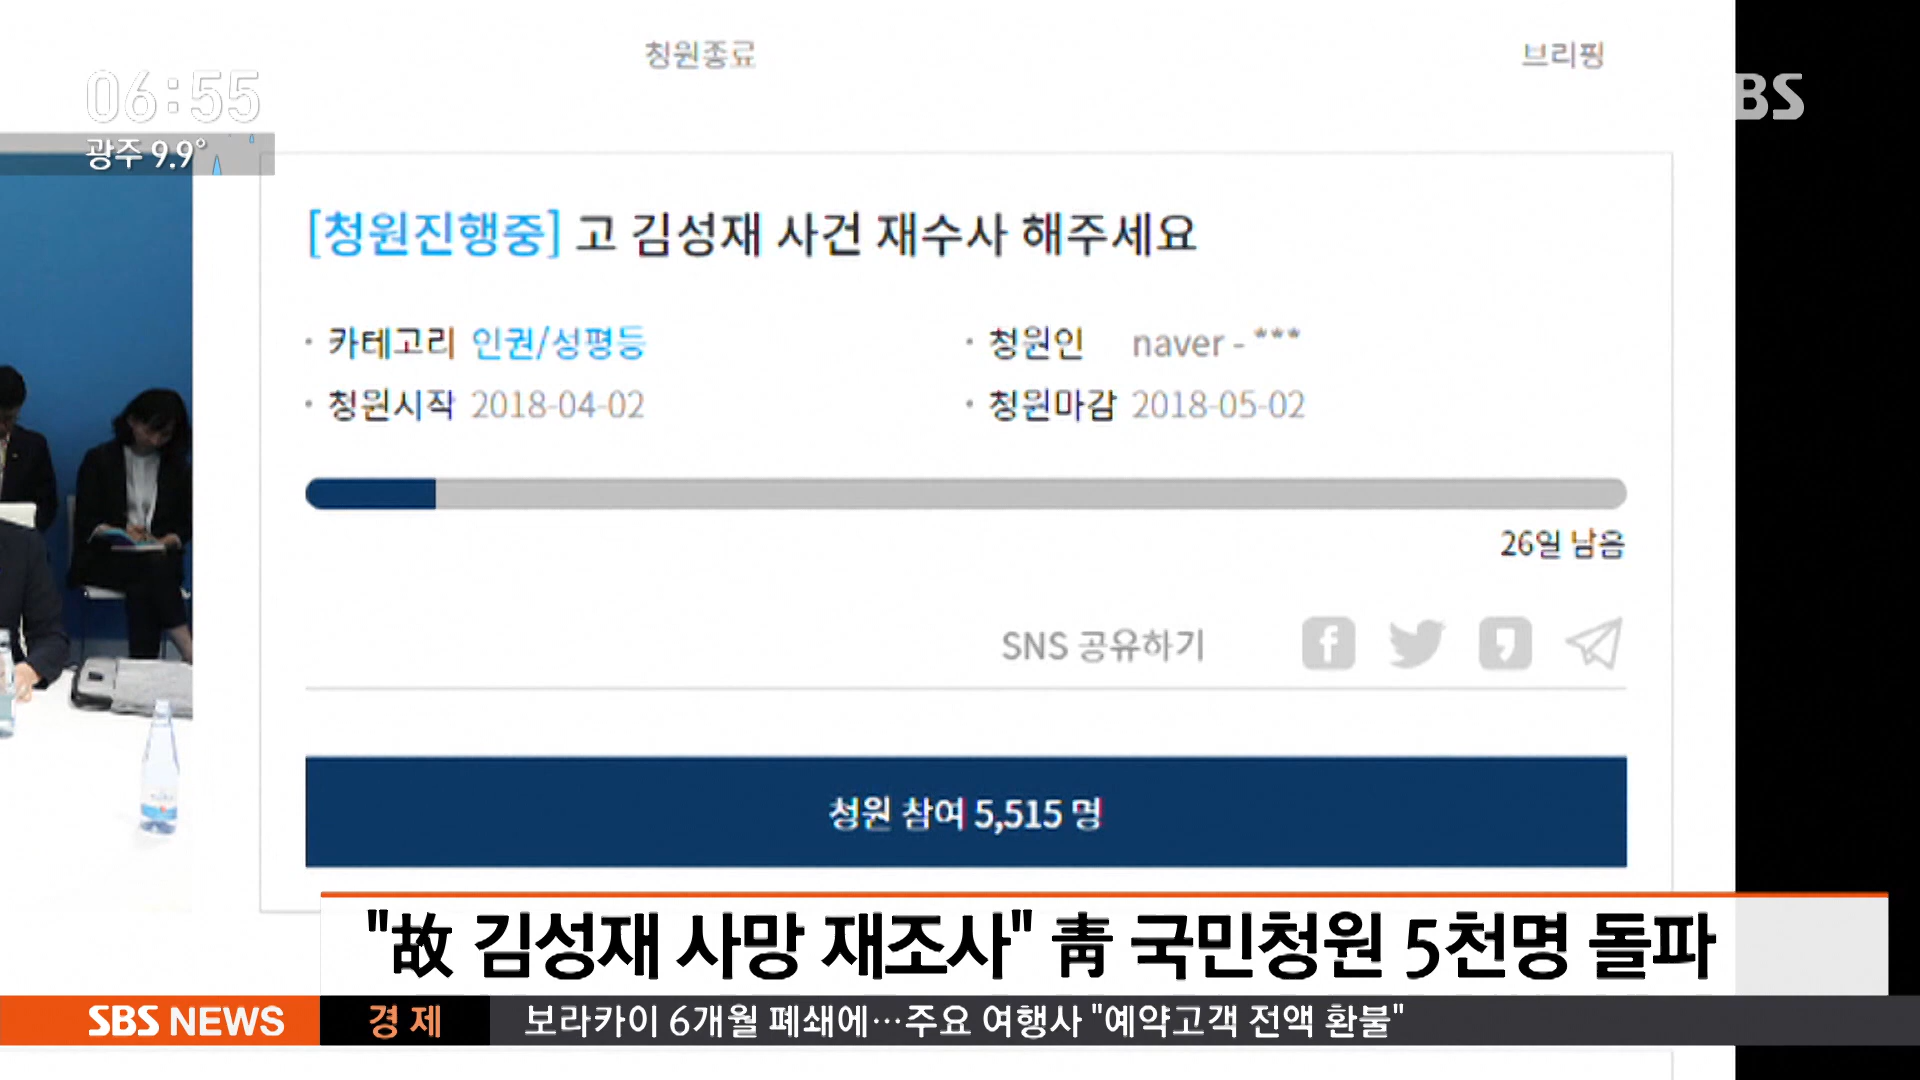 청원종료
브리핑
06:55
BS
광주 9.9°
[청원진행중] 고 김성재 사건 재수사 해주세요
· 카테고리 인권/성평등
· 청원인 naver - ***
· 청원시작 2018-04-02
· 청원마감 2018-05-02
26일 남음
SNS 공유하기
청원 참여 5,515 명
"故 김성재 사망 재조사" 靑 국민청원 5천명 돌파
SBS NEWS
경제
보라카이 6개월 폐쇄에…주요 여행사 "예약고객 전액 환불"